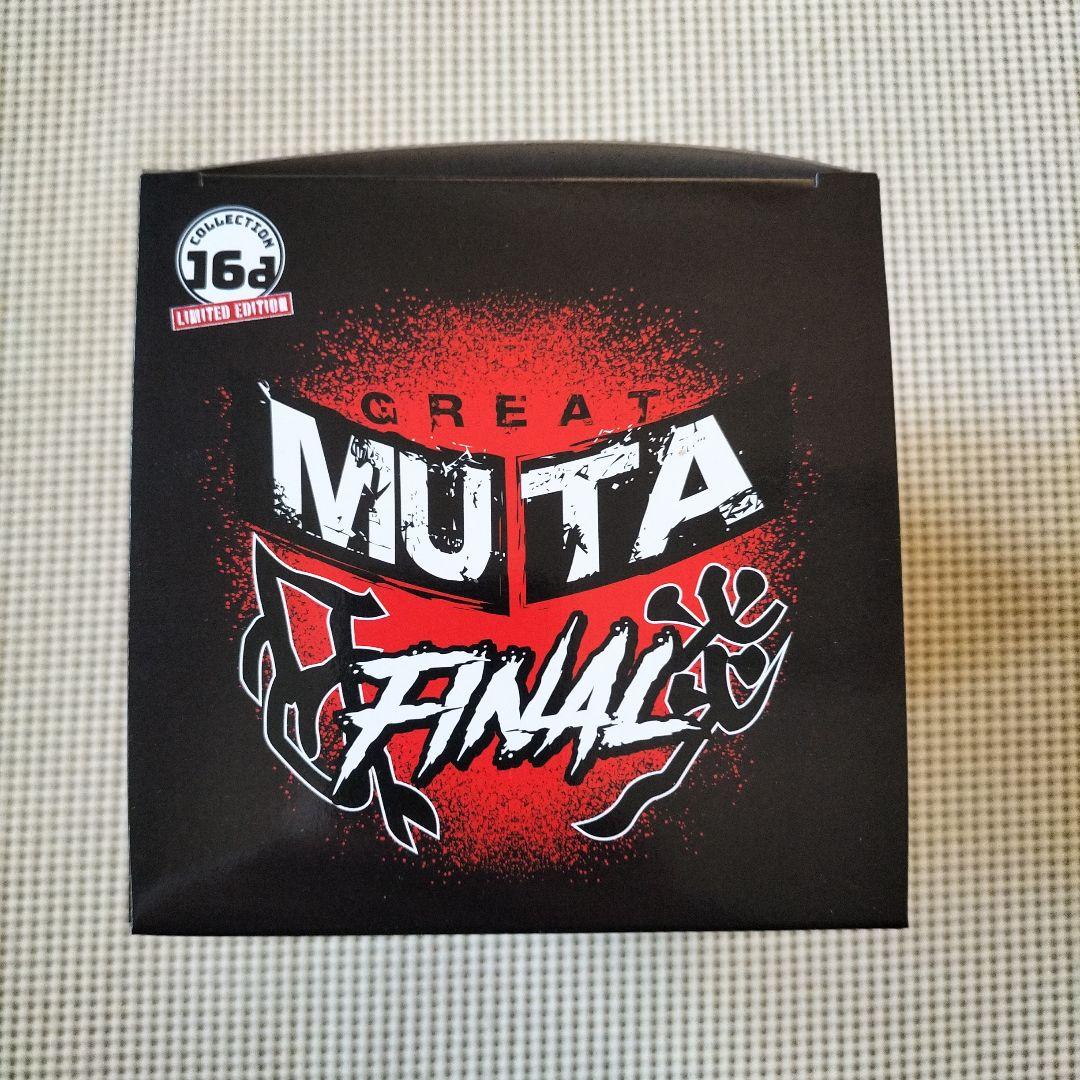 COLLECTION
16d
LIMITED EDITION
GREAT
MUTA
FINAL